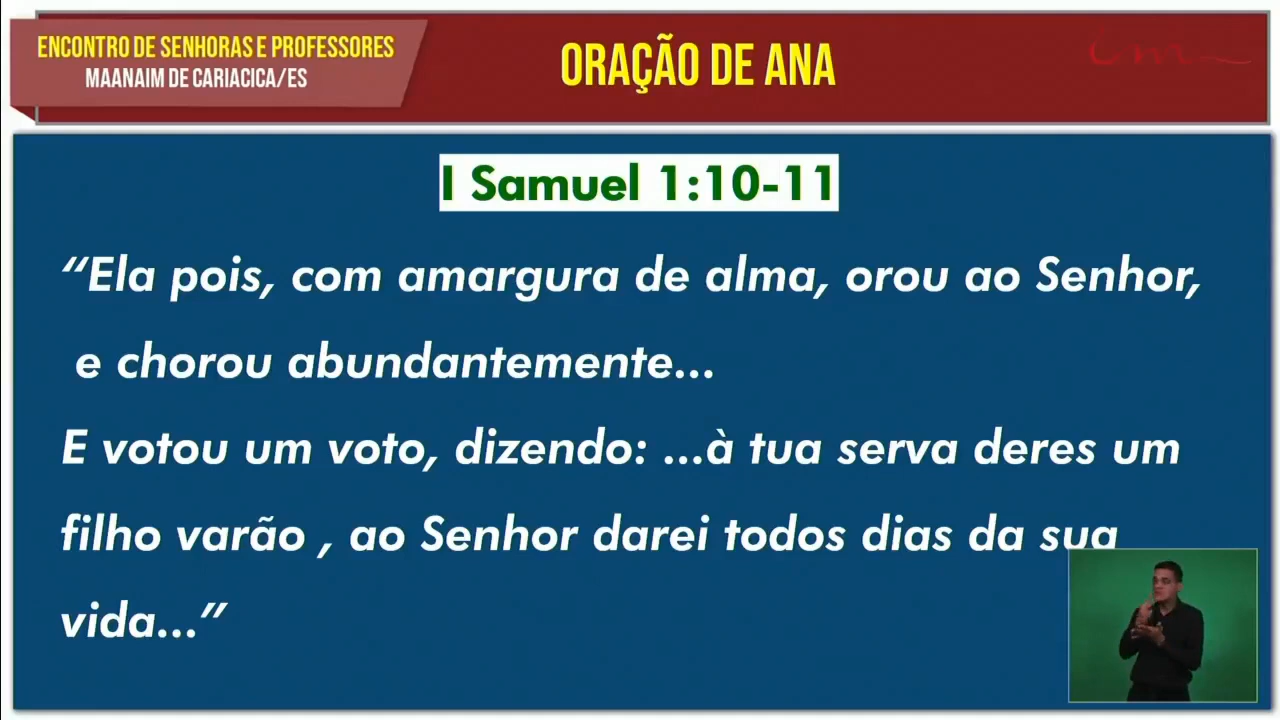 ENCONTRO DE SENHORAS E PROFESSORES
MAANAIM DE CARIACICA/ES
ORAÇÃO DE ANA
I Samuel 1:10-11
“Ela pois, com amargura de alma, orou ao Senhor,
e chorou abundantemente...
E votou um voto, dizendo: ...à tua serva deres um
filho varão , ao Senhor darei todos dias da sua
vida...”